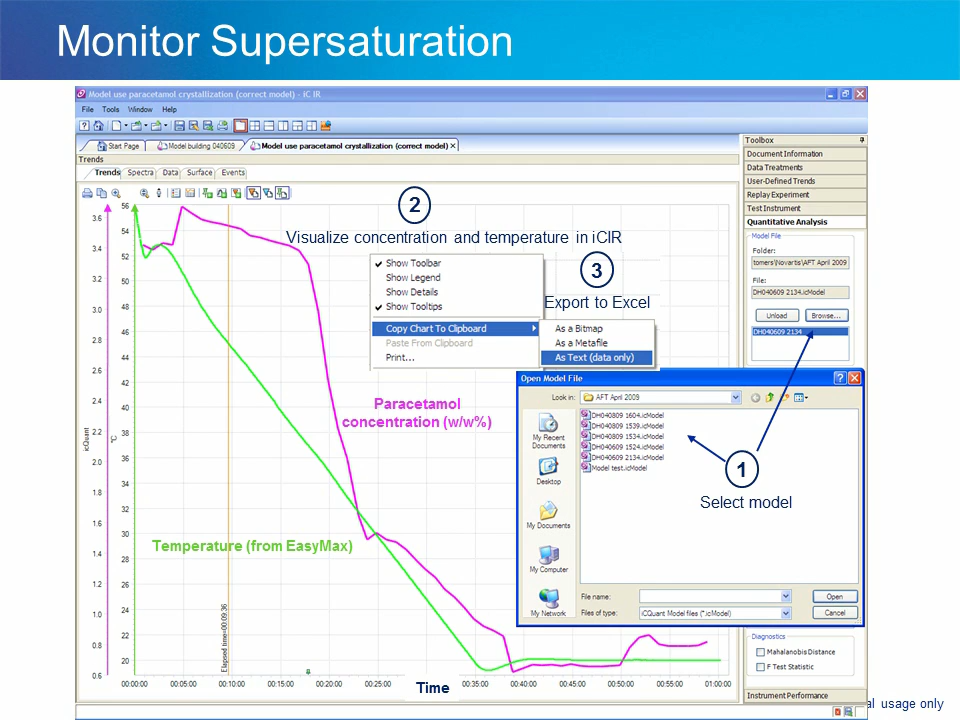 Monitor Supersaturation
Model use paracetamol crystallization (correct model) - iC IR
File Tools Window Help
Start Page Model building 040609 Model use paracetamol crystallization (correct model)
Trends
Trends Spectra Data Surface Events
Toolbox
Document Information
Data Treatments
User-Defined Trends
Replay Experiment
Test Instrument
Quantitative Analysis
Model File
Folder:
tomers\Novartis\AFT April 2009
File:
DH040609 2134.icModel
Unload Browse...
DH040609 2134
2
Visualize concentration and temperature in iCIR
Show Toolbar
Show Legend
Show Details
Show Tooltips
Copy Chart To Clipboard
Paste From Clipboard
Print...
3
Export to Excel
As a Bitmap
As a Metafile
As Text (data only)
Open Model File
Look in: AFT April 2009
My Recent Documents
Desktop
My Documents
My Computer
My Network
DH040809 1604.icModel
DH040809 1539.icModel
DH040809 1534.icModel
DH040609 1524.icModel
DH040609 2134.icModel
Model test.icModel
1
Select model
File name: Open
Files of type: iCQuant Model files (*.icModel) Cancel
Paracetamol
concentration (w/w%)
Temperature (from EasyMax)
3.6
3.4
3.2
3.0
2.8
2.6
2.4
2.2
2.0
1.8
1.6
1.4
1.2
1.0
0.8
0.6
icQuant
56
54
52
50
48
46
44
42
40
38
36
34
32
30
28
26
24
22
20
°C
Elapsed time=00:09:36
00:00:00 00:05:00 00:10:00 00:15:00 00:20:00 00:25:00 00:35:00 00:40:00 00:45:00 00:50:00 00:55:00 01:00:00
Time
Diagnostics
Mahalanobis Distance
F Test Statistic
Instrument Performance
al usage only